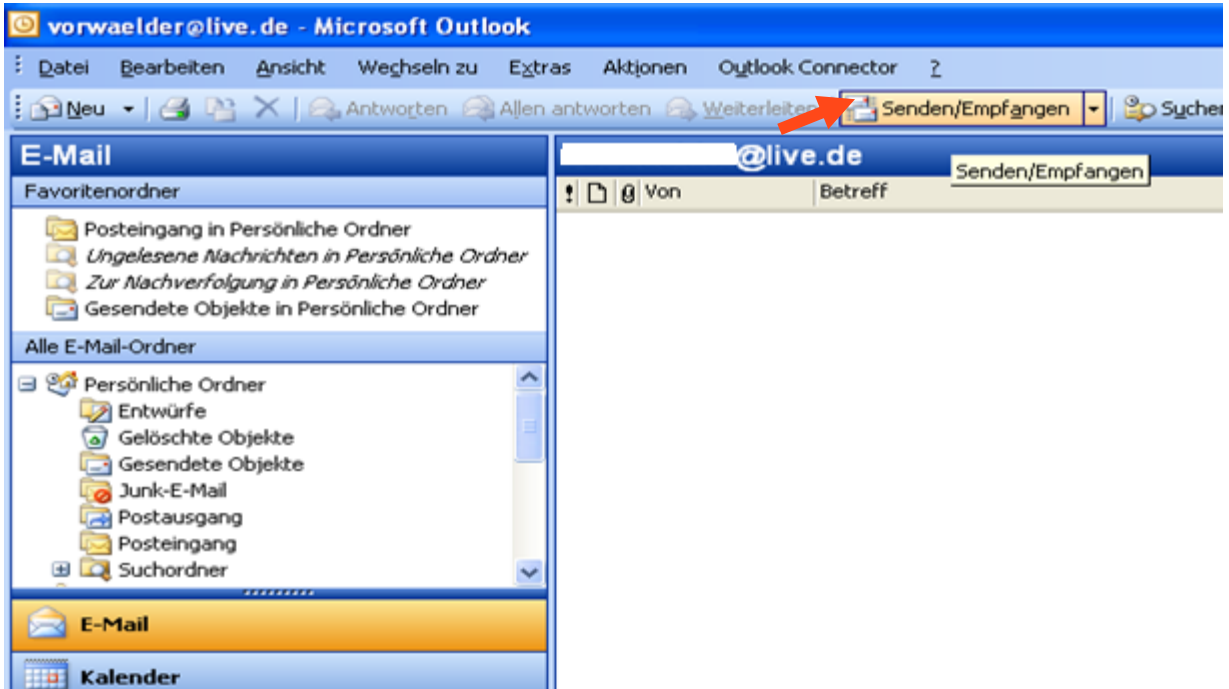 vorwaelder@live.de - Microsoft Outlook
Datei Bearbeiten Ansicht Wechseln zu Extras Aktionen Outlook Connector ?
Neu Antworten Allen antworten Weiterleiten Senden/Empfangen Suchen
E-Mail
@live.de
Senden/Empfangen
Favoritenordner
Von Betreff
Posteingang in Persönliche Ordner
Ungelesene Nachrichten in Persönliche Ordner
Zur Nachverfolgung in Persönliche Ordner
Gesendete Objekte in Persönliche Ordner
Alle E-Mail-Ordner
Persönliche Ordner
Entwürfe
Gelöschte Objekte
Gesendete Objekte
Junk-E-Mail
Postausgang
Posteingang
Suchordner
E-Mail
Kalender